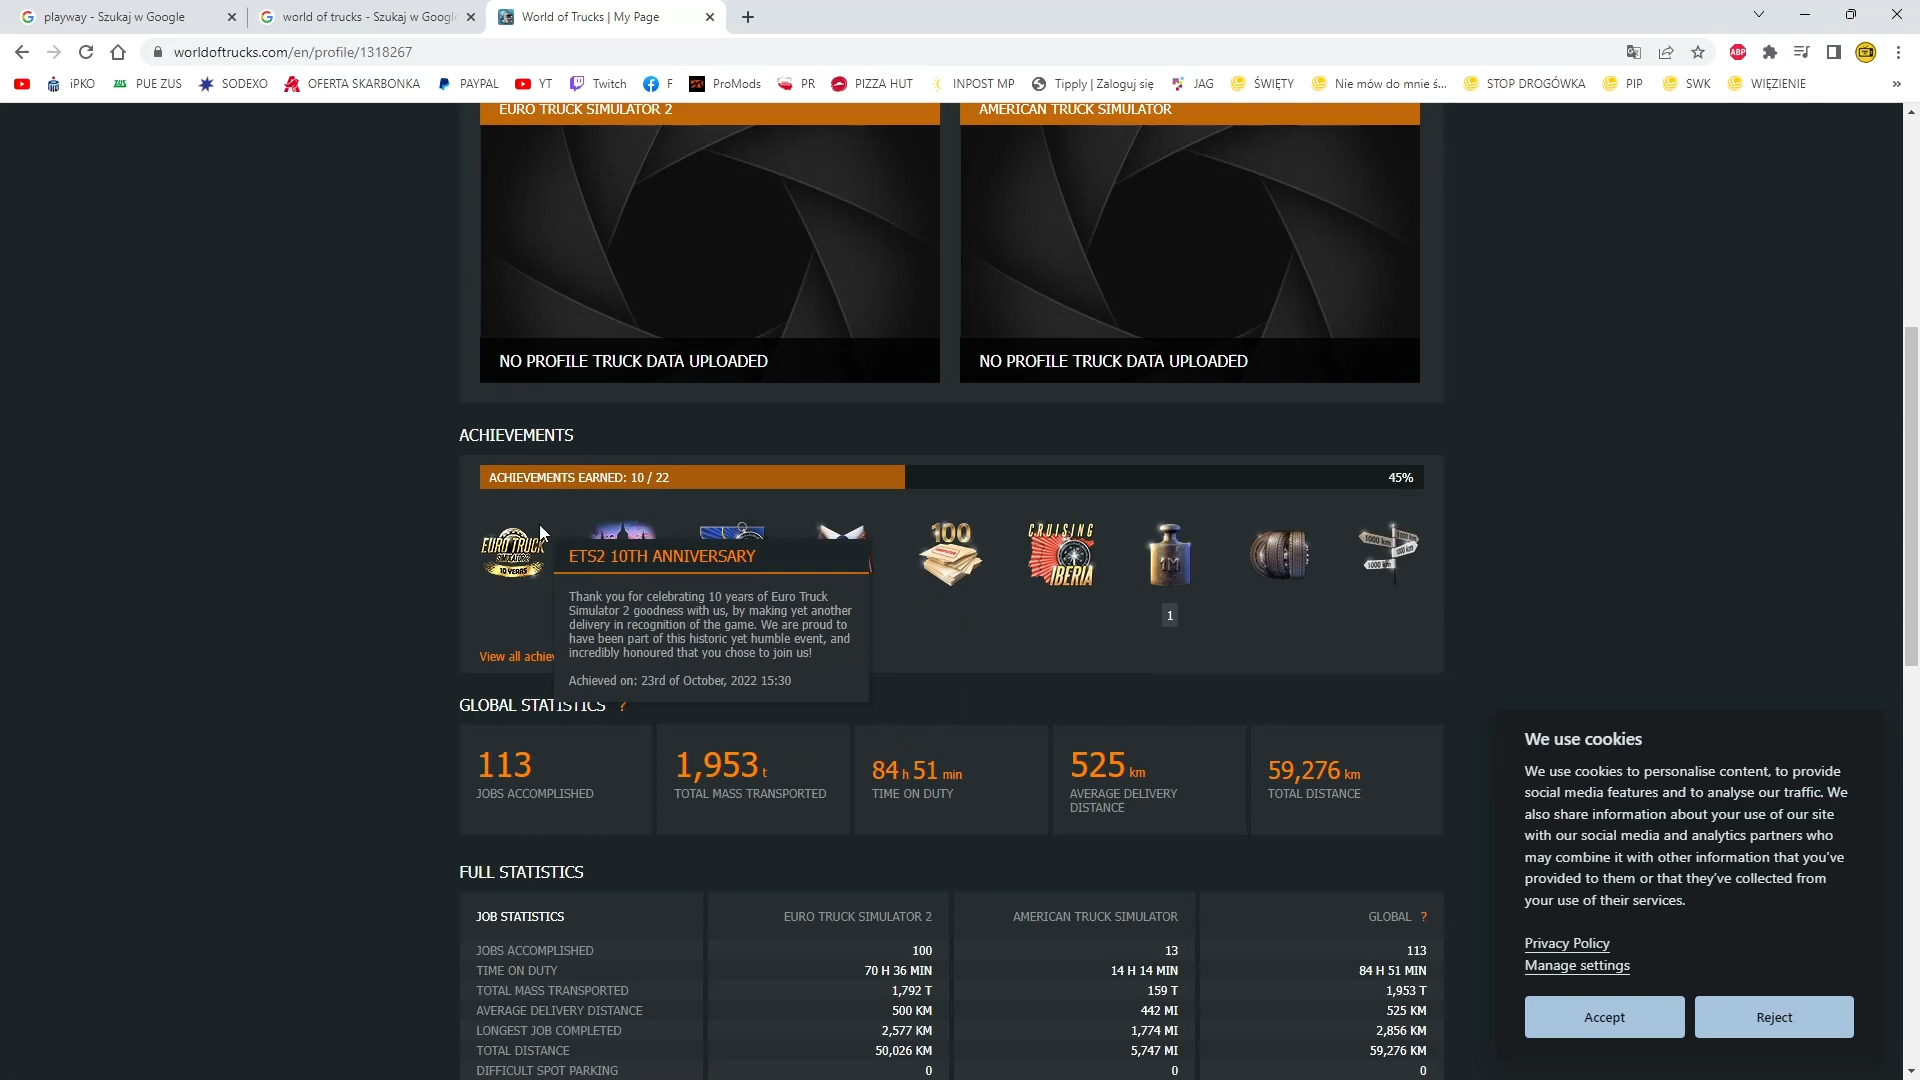 playway - Szukaj w Google
world of trucks - Szukaj w Google
World of Trucks | My Page
worldoftrucks.com/en/profile/1318267
iPKO
PUE ZUS
SODEXO
OFERTA SKARBONKA
PAYPAL
YT
Twitch
F
ProMods
PR
PIZZA HUT
INPOST MP
Tipply | Zaloguj się
JAG
ŚWIĘTY
Nie mów do mnie ś...
STOP DROGÓWKA
PIP
SWK
WIĘZIENIE
»
EURO TRUCK SIMULATOR 2
AMERICAN TRUCK SIMULATOR
NO PROFILE TRUCK DATA UPLOADED
NO PROFILE TRUCK DATA UPLOADED
ACHIEVEMENTS
ACHIEVEMENTS EARNED: 10 / 22
45%
EURO TRUCK
10 YEARS
100
CRUISING
IBERIA
1M
1000 km
1000 km
1
ETS2 10TH ANNIVERSARY
Thank you for celebrating 10 years of Euro Truck
Simulator 2 goodness with us, by making yet another
delivery in recognition of the game. We are proud to
have been part of this historic yet humble event, and
incredibly honoured that you chose to join us!
Achieved on: 23rd of October, 2022 15:30
View all achie
GLOBAL STATISTICS ?
113
JOBS ACCOMPLISHED
1,953 t
TOTAL MASS TRANSPORTED
84 h 51 min
TIME ON DUTY
525 km
AVERAGE DELIVERY
DISTANCE
59,276 km
TOTAL DISTANCE
FULL STATISTICS
JOB STATISTICS EURO TRUCK SIMULATOR 2 AMERICAN TRUCK SIMULATOR GLOBAL ?
JOBS ACCOMPLISHED 100 13 113
TIME ON DUTY 70 H 36 MIN 14 H 14 MIN 84 H 51 MIN
TOTAL MASS TRANSPORTED 1,792 T 159 T 1,953 T
AVERAGE DELIVERY DISTANCE 500 KM 442 MI 525 KM
LONGEST JOB COMPLETED 2,577 KM 1,774 MI 2,856 KM
TOTAL DISTANCE 50,026 KM 5,747 MI 59,276 KM
DIFFICULT SPOT PARKING 0 0 0
We use cookies
We use cookies to personalise content, to provide
social media features and to analyse our traffic. We
also share information about your use of our site
with our social media and analytics partners who
may combine it with other information that you've
provided to them or that they've collected from
your use of their services.
Privacy Policy
Manage settings
Accept
Reject